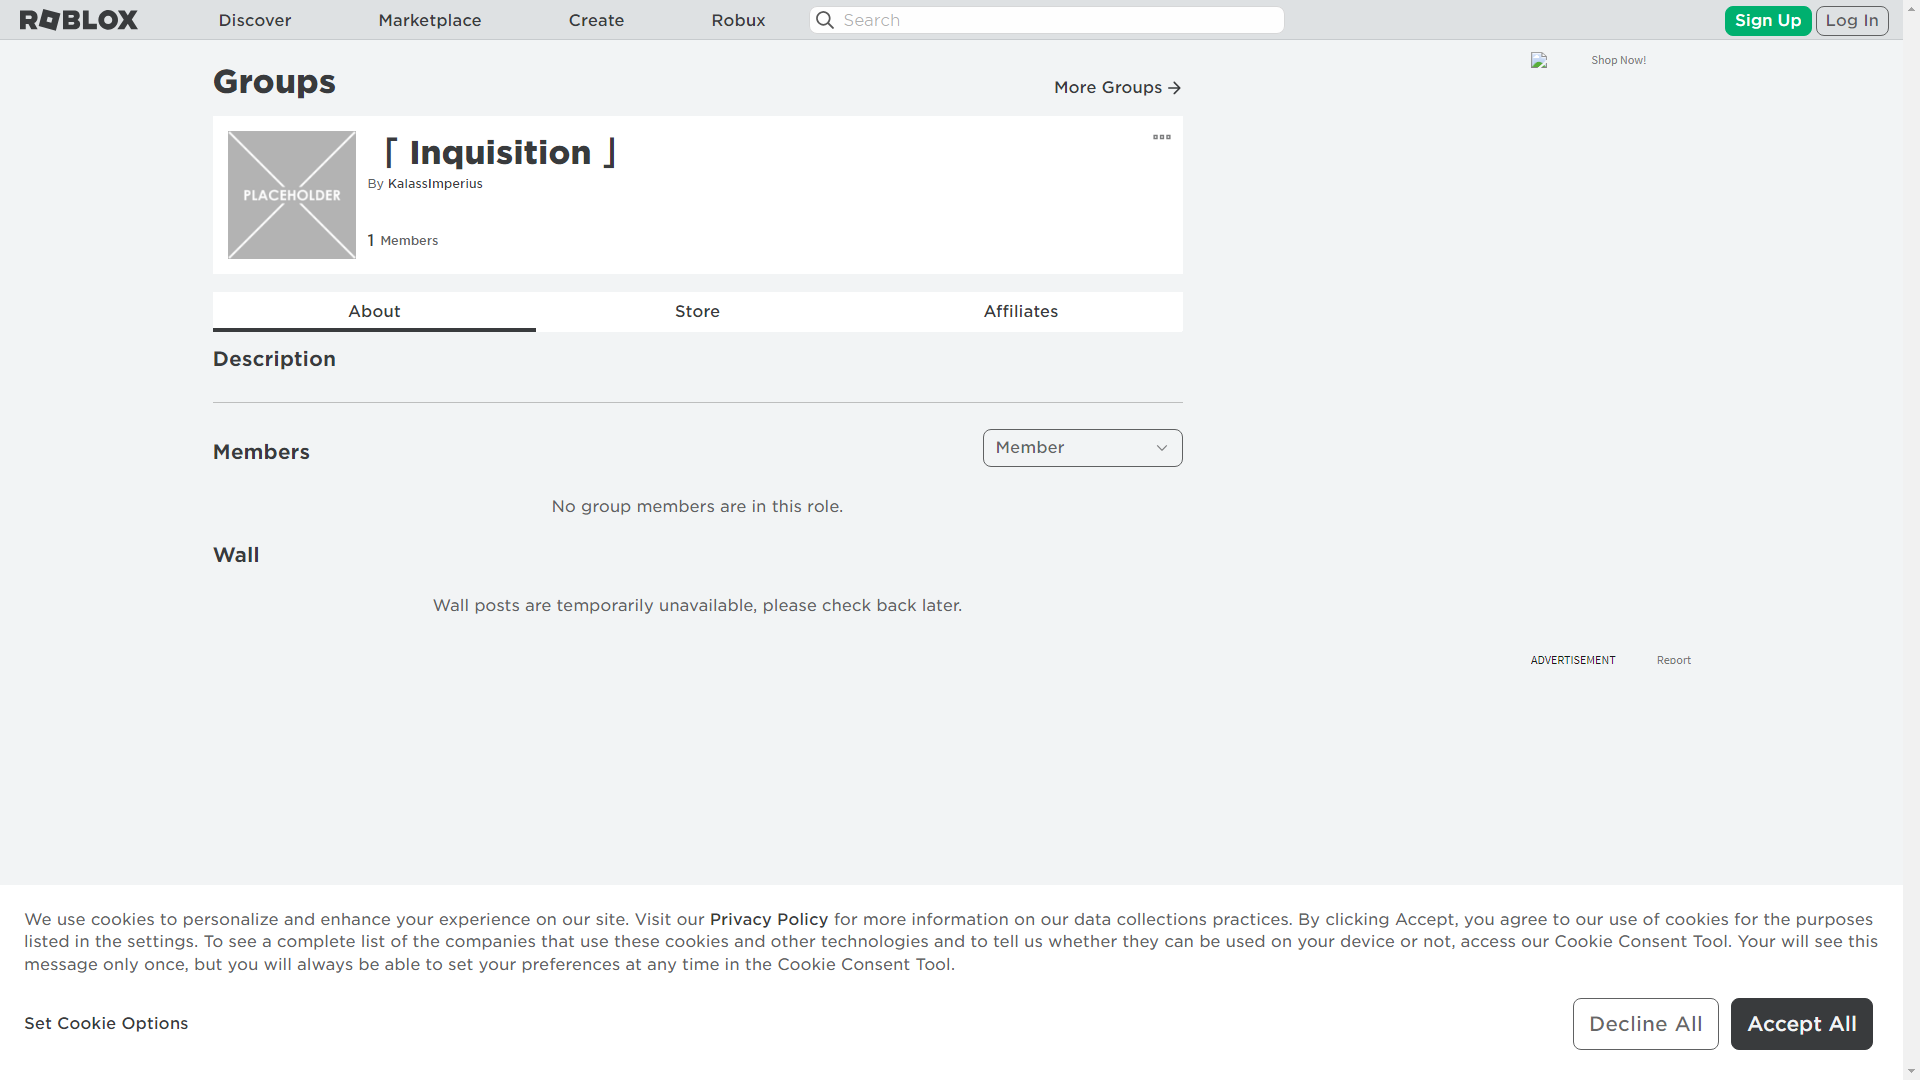 ROBLOX
Discover
Marketplace
Create
Robux
Search
Sign Up
Log In
Groups
More Groups
Shop Now!
PLACEHOLDER
「 Inquisition 」
By KalassImperius
1 Members
About
Store
Affiliates
Description
Members
Member
No group members are in this role.
Wall
Wall posts are temporarily unavailable, please check back later.
ADVERTISEMENT
Report
We use cookies to personalize and enhance your experience on our site. Visit our Privacy Policy for more information on our data collections practices. By clicking Accept, you agree to our use of cookies for the purposes
listed in the settings. To see a complete list of the companies that use these cookies and other technologies and to tell us whether they can be used on your device or not, access our Cookie Consent Tool. Your will see this
message only once, but you will always be able to set your preferences at any time in the Cookie Consent Tool.
Set Cookie Options
Decline All
Accept All